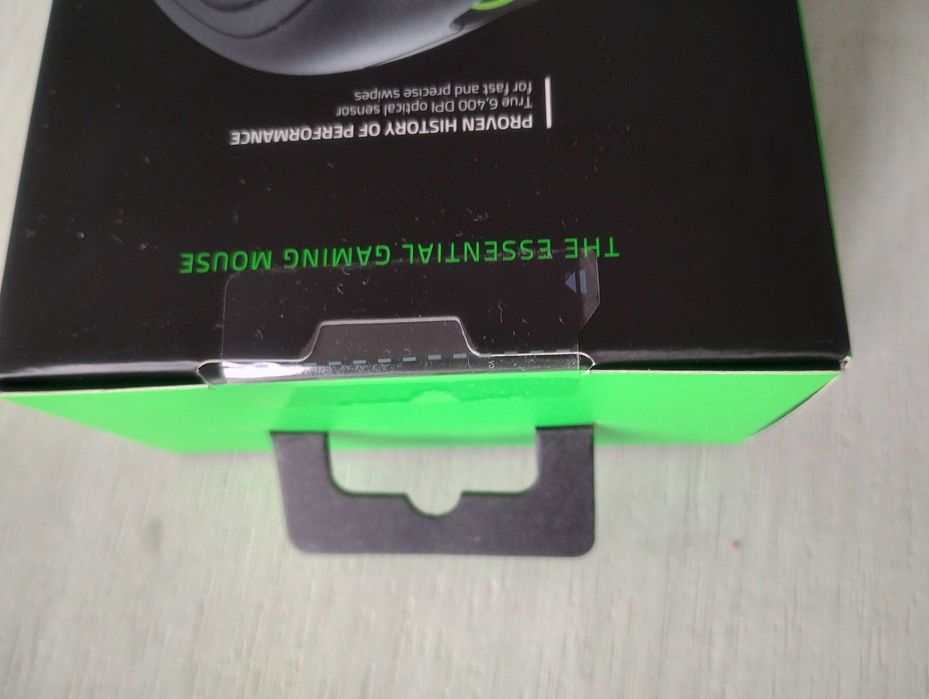 THE ESSENTIAL GAMING MOUSE
PROVEN HISTORY OF PERFORMANCE
True 6,400 DPI optical sensor
for fast and precise swipes